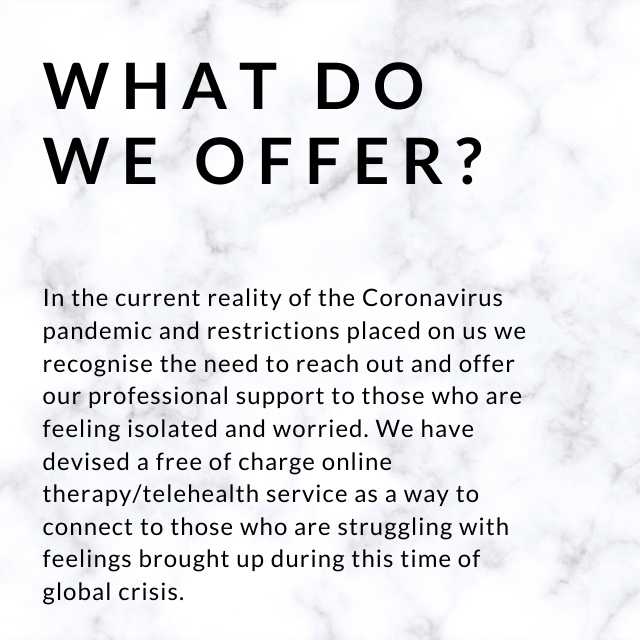 WHAT DO
WE OFFER?
In the current reality of the Coronavirus
pandemic and restrictions placed on us we
recognise the need to reach out and offer
our professional support to those who are
feeling isolated and worried. We have
devised a free of charge online
therapy/telehealth service as a way to
connect to those who are struggling with
feelings brought up during this time of
global crisis.